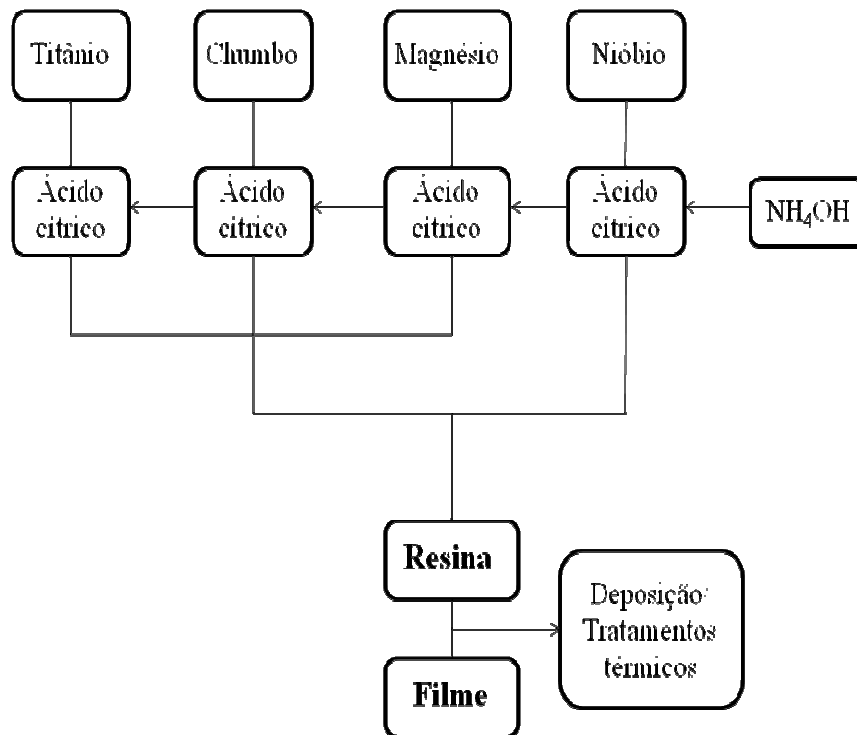 Titânio
Chumbo
Magnésio
Nióbio
Ácido
cítrico
Ácido
cítrico
Ácido
cítrico
Ácido
cítrico
NH₄OH
Resina
Deposição/
Tratamentos
térmicos
Filme